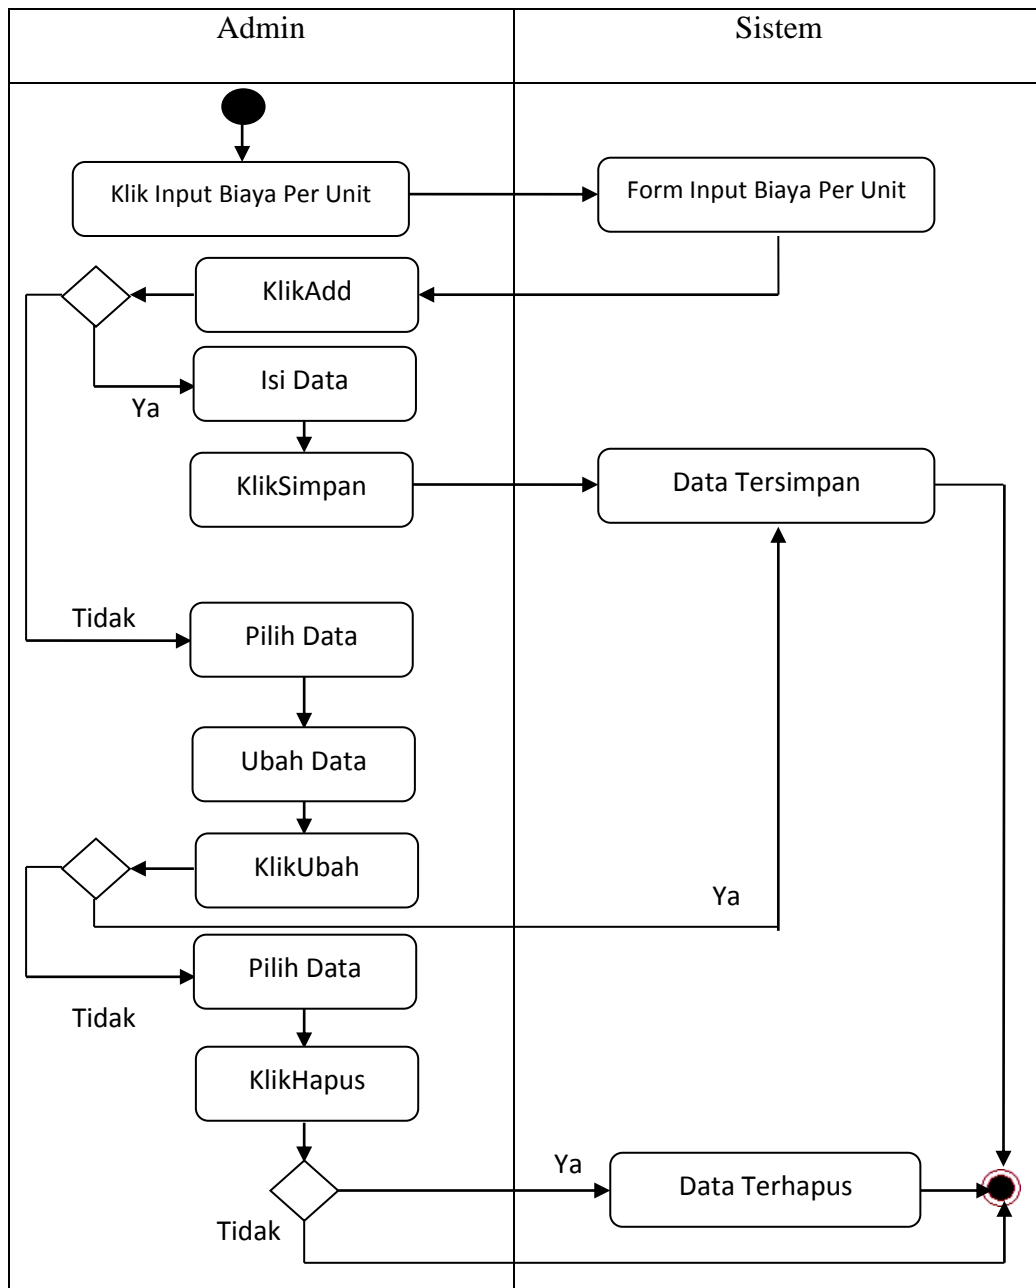 Admin
Sistem
Klik Input Biaya Per Unit
Form Input Biaya Per Unit
KlikAdd
Isi Data
Ya
KlikSimpan
Data Tersimpan
Tidak
Pilih Data
Ubah Data
KlikUbah
Ya
Pilih Data
Tidak
KlikHapus
Ya
Data Terhapus
Tidak